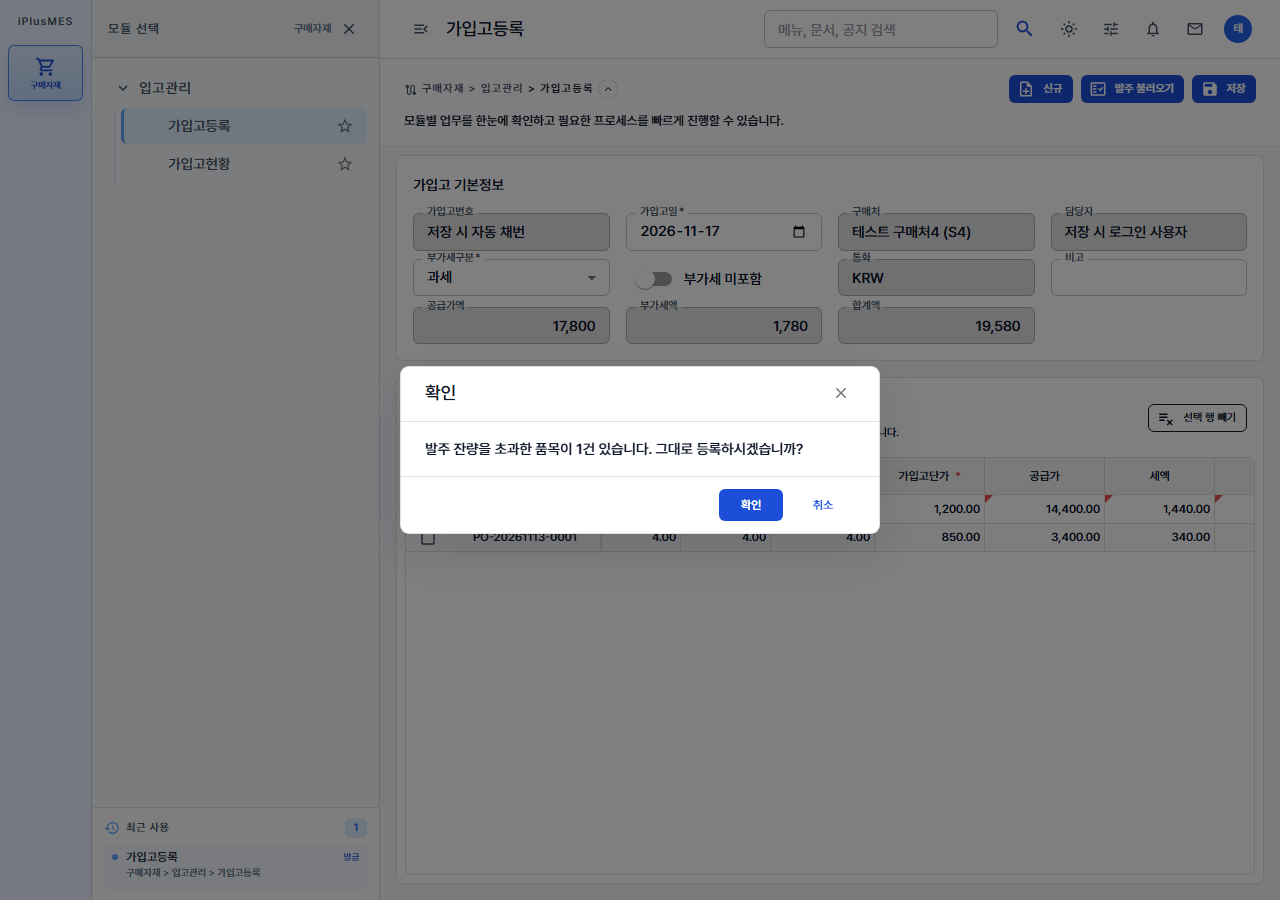 iPlusMES
구매자재
모듈 선택
구매자재
입고관리
가입고등록
가입고현황
최근 사용
1
가입고등록
방금
구매자재 > 입고관리 > 가입고등록
가입고등록
메뉴, 문서, 공지 검색
테
구매자재 > 입고관리 > 가입고등록
신규
발주 불러오기
저장
모듈별 업무를 한눈에 확인하고 필요한 프로세스를 빠르게 진행할 수 있습니다.
가입고 기본정보
가입고번호
저장 시 자동 채번
가입고일 *
2026-11-17
구매처
테스트 구매처4 (S4)
담당자
저장 시 로그인 사용자
부가세구분 *
과세
부가세 미포함
통화
KRW
비고
공급가액
17,800
부가세액
1,780
합계액
19,580
확인
발주 잔량을 초과한 품목이 1건 있습니다. 그대로 등록하시겠습니까?
확인
취소
니다.
선택 행 빼기
가입고단가 *
공급가
세액
1,200.00
14,400.00
1,440.00
PO-20261113-0001
4.00
4.00
4.00
850.00
3,400.00
340.00